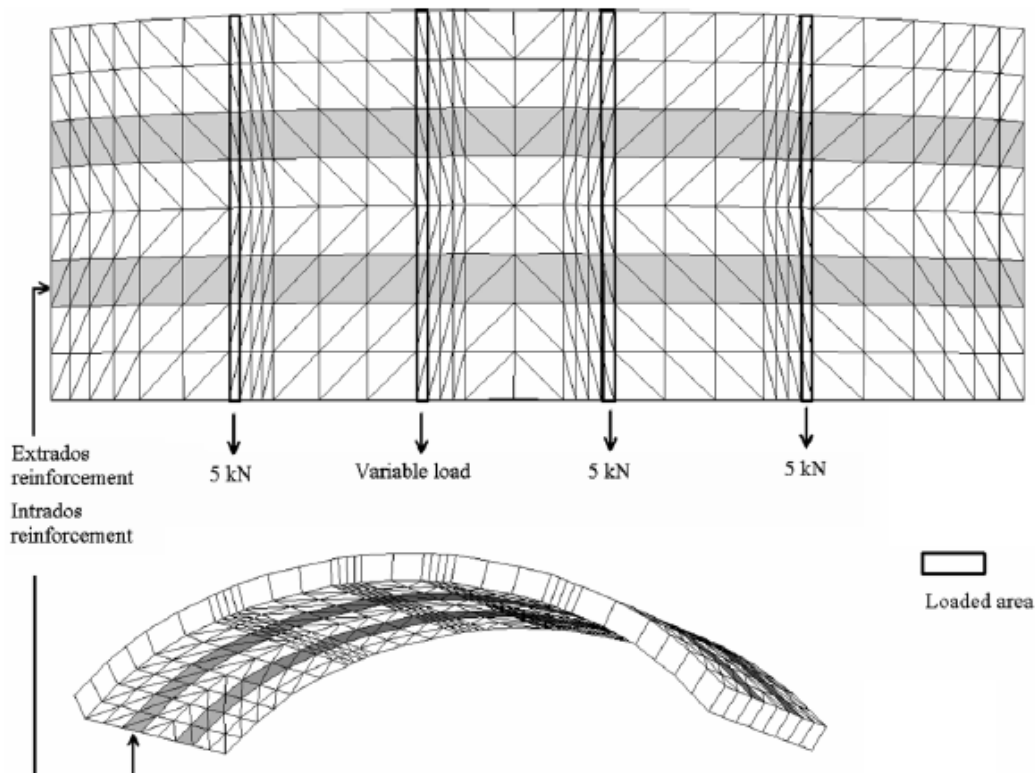 Extrados
reinforcement
5 kN
Variable load
5 kN
5 kN
Intrados
reinforcement
Loaded area